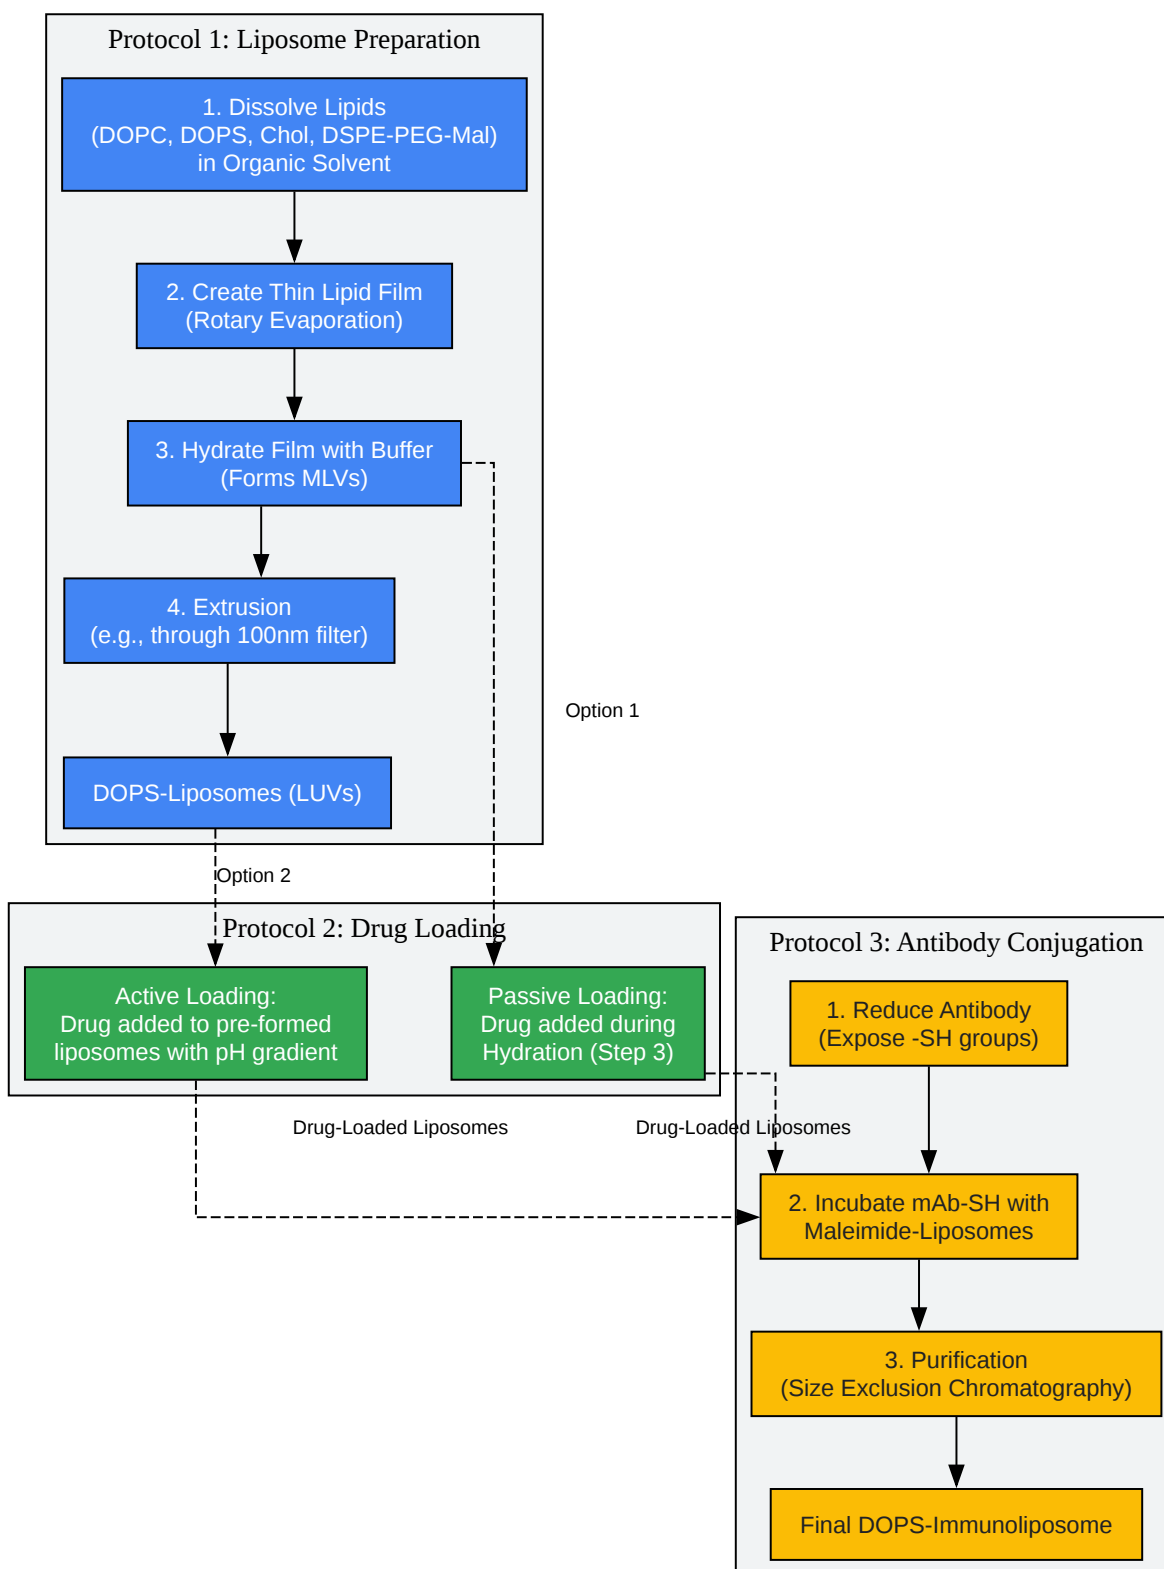 Protocol 1: Liposome Preparation
1. Dissolve Lipids
(DOPC, DOPS, Chol, DSPE-PEG-Mal)
in Organic Solvent
2. Create Thin Lipid Film
(Rotary Evaporation)
3. Hydrate Film with Buffer
(Forms MLVs)
4. Extrusion
(e.g., through 100nm filter)
Option 1
DOPS-Liposomes (LUVs)
Option 2
Protocol 2: Drug Loading
Active Loading:
Drug added to pre-formed
liposomes with pH gradient
Passive Loading:
Drug added during
Hydration (Step 3)
Drug-Loaded Liposomes
Drug-Loaded Liposomes
Protocol 3: Antibody Conjugation
1. Reduce Antibody
(Expose -SH groups)
2. Incubate mAb-SH with
Maleimide-Liposomes
3. Purification
(Size Exclusion Chromatography)
Final DOPS-Immunoliposome